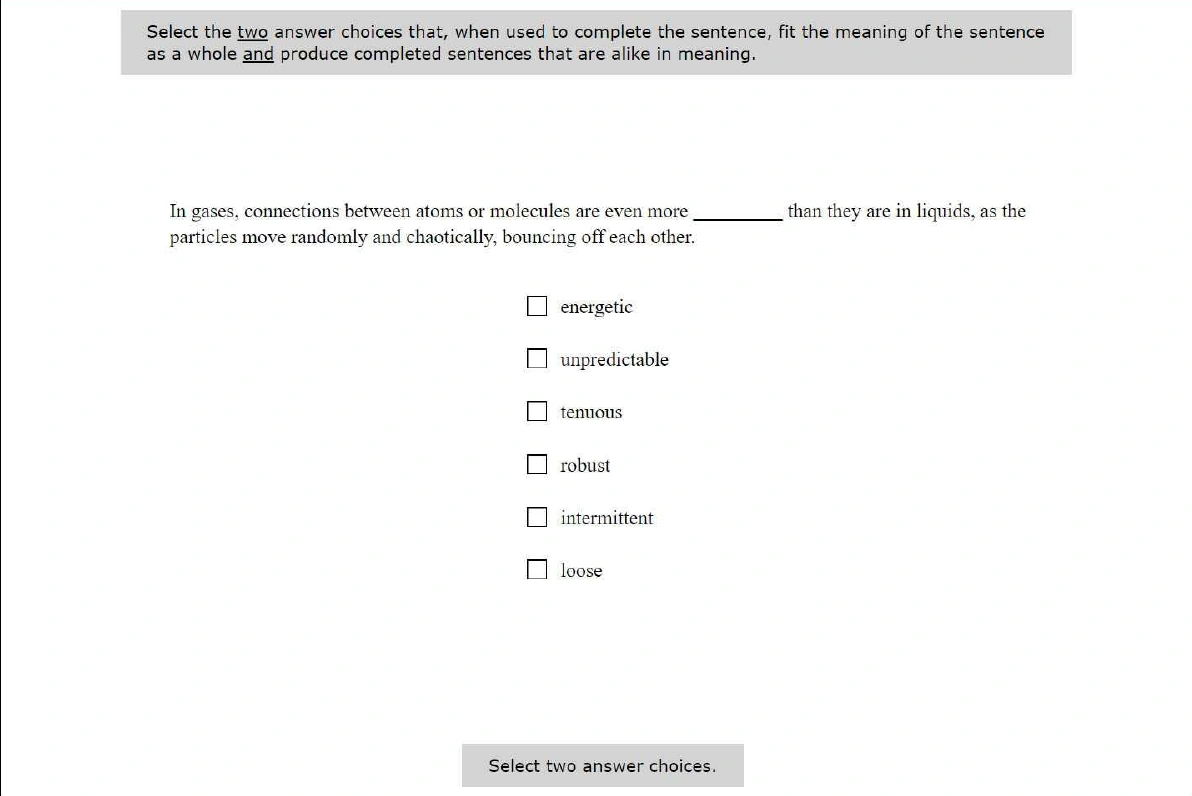 Select the two answer choices that, when used to complete the sentence, fit the meaning of the sentence
as a whole and produce completed sentences that are alike in meaning.
In gases, connections between atoms or molecules are even more _________ than they are in liquids, as the
particles move randomly and chaotically, bouncing off each other.
energetic
unpredictable
tenuous
robust
intermittent
loose
Select two answer choices.